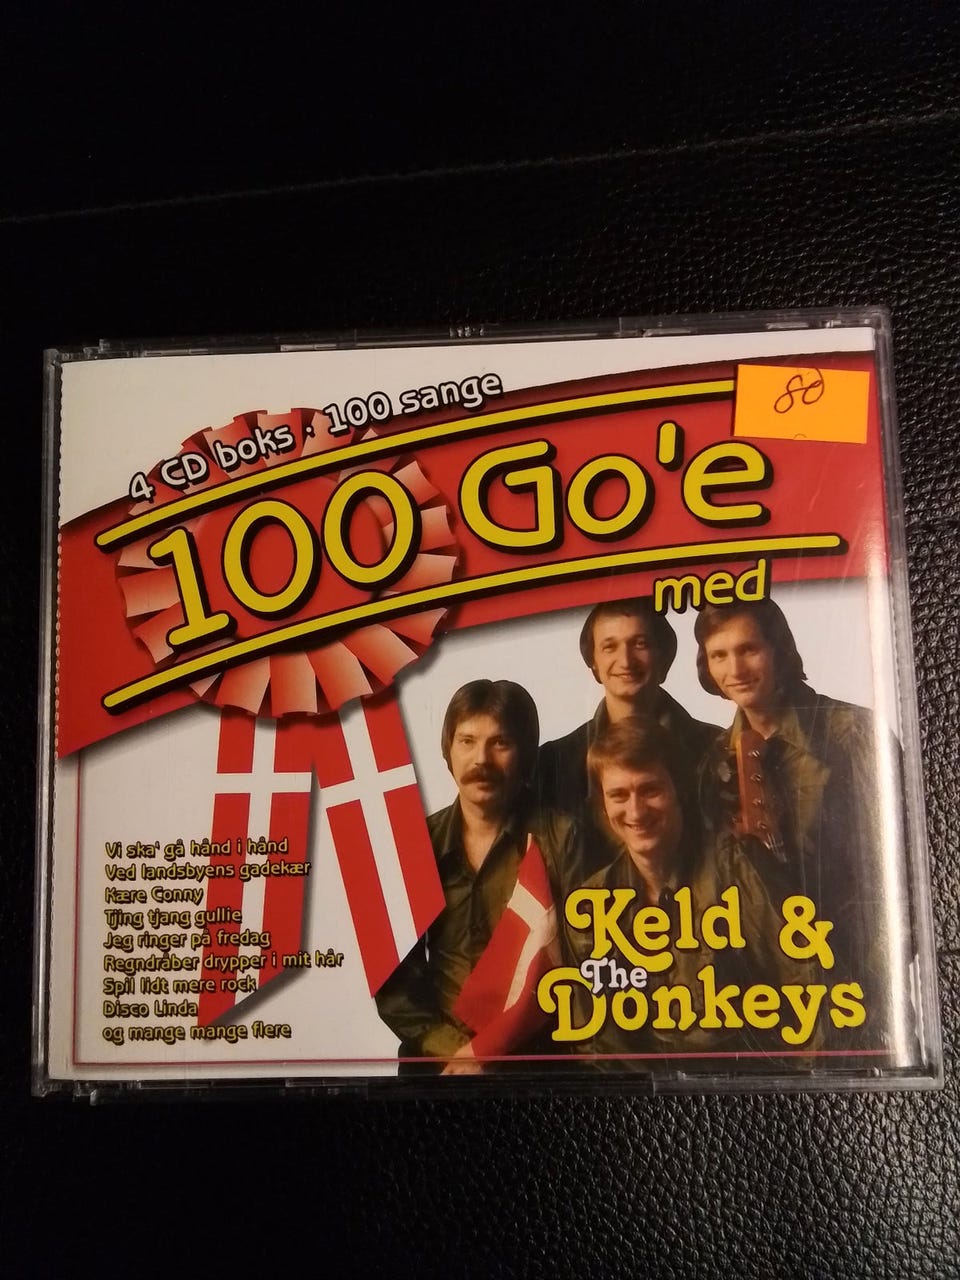 4 CD boks · 100 sange
80
100 Go'e
med
Vi ska' gå hånd i hånd
Ved landsbyens gadekær
Kære Conny
Tjing tjang gullie
Jeg ringer på fredag
Regndråber drypper i mit hår
Spil lidt mere rock
Disco Linda
og mange mange flere
Keld &
The
Donkeys